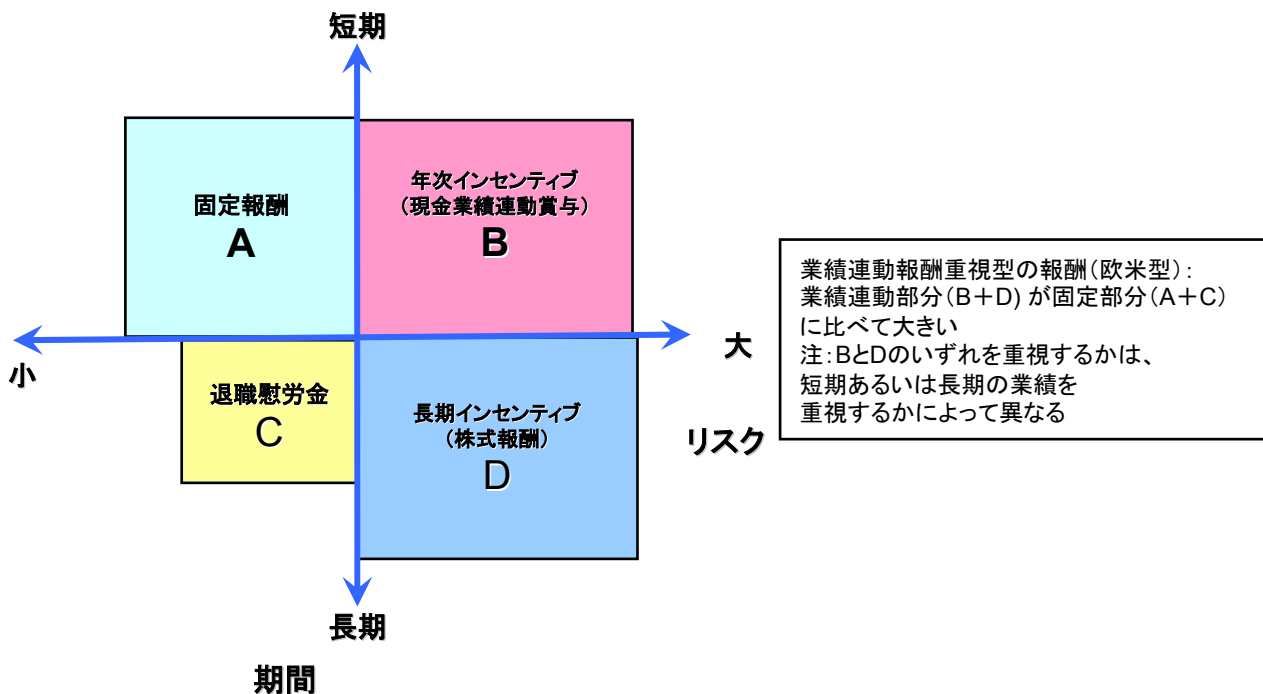 短期
固定報酬
A
年次インセンティブ
（現金業績連動賞与）
B
業績連動報酬重視型の報酬（欧米型）：
業績連動部分（B＋D) が固定部分（A＋C）
に比べて大きい
注：BとDのいずれを重視するかは、
短期あるいは長期の業績を
重視するかによって異なる
小
大
退職慰労金
C
長期インセンティブ
（株式報酬）
D
リスク
長期
期間